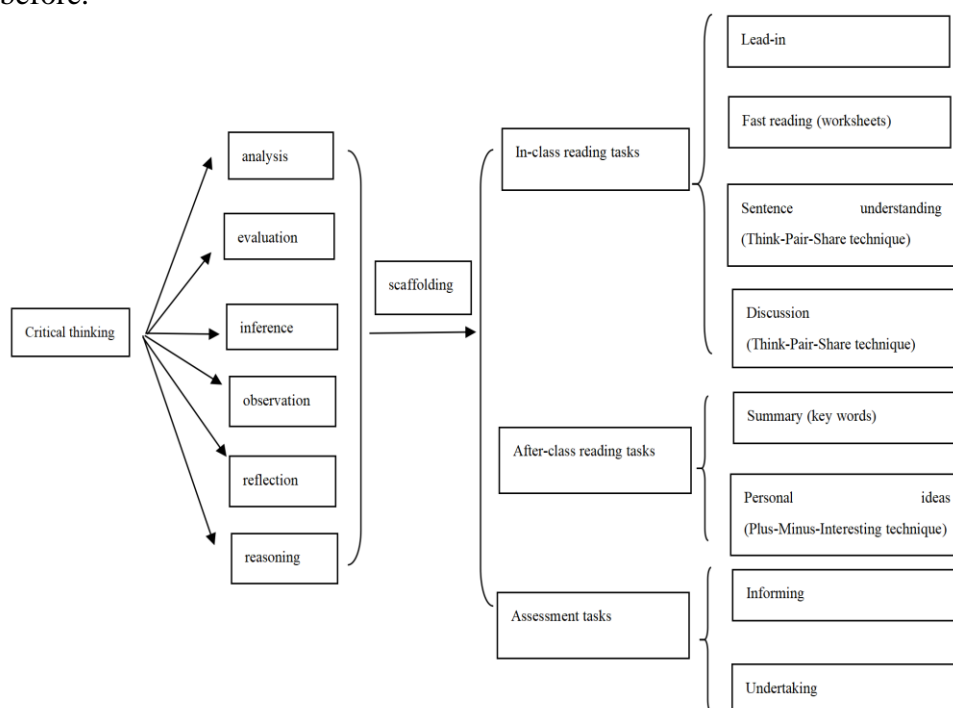 before.
Critical thinking
analysis
evaluation
inference
observation
reflection
reasoning
scaffolding
In-class reading tasks
After-class reading tasks
Assessment tasks
Lead-in
Fast reading (worksheets)
Sentence understanding
(Think-Pair-Share technique)
Discussion
(Think-Pair-Share technique)
Summary (key words)
Personal ideas
(Plus-Minus-Interesting technique)
Informing
Undertaking